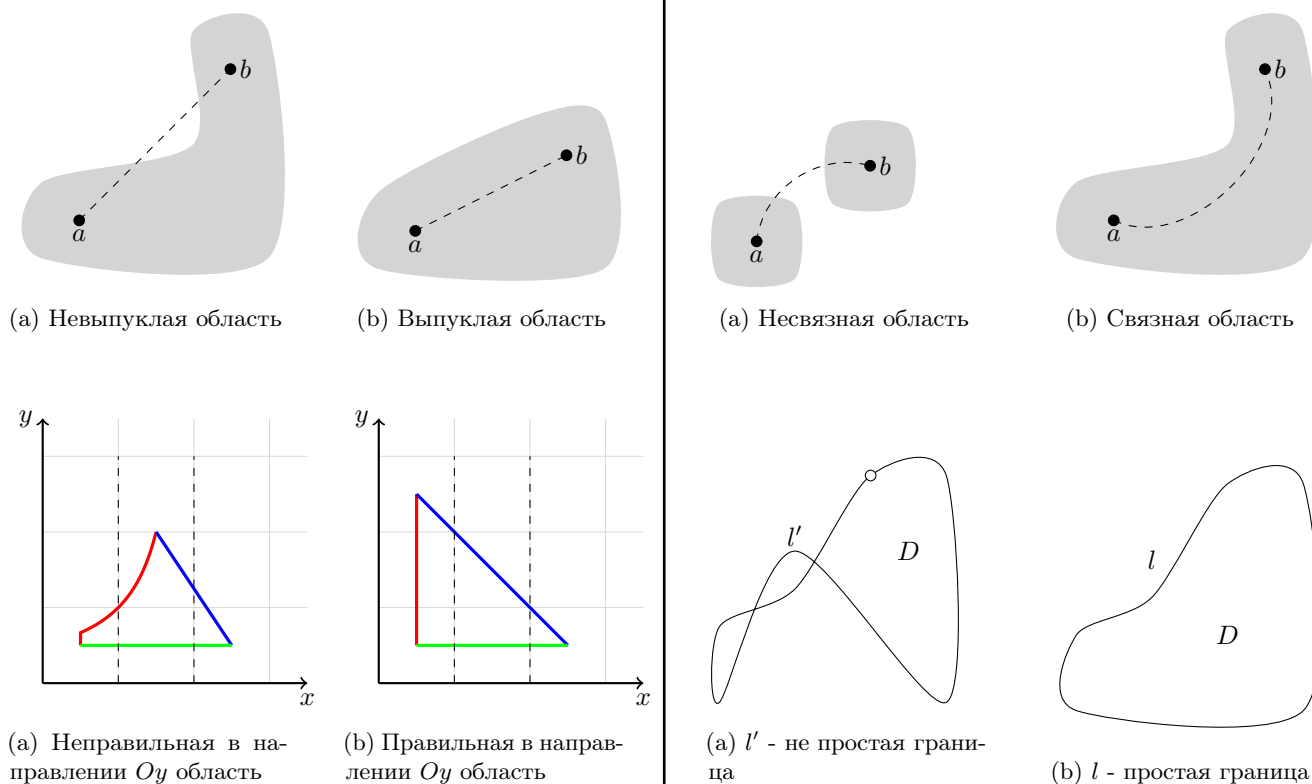 b
a
(a) Невыпуклая область
b
a
(b) Выпуклая область
b
a
(a) Несвязная область
b
a
(b) Связная область
y
x
(a) Неправильная в на-
правлении Oy область
y
x
(b) Правильная в направ-
лении Oy область
l′
D
(a) l′ - не простая грани-
ца
l
D
(b) l - простая граница